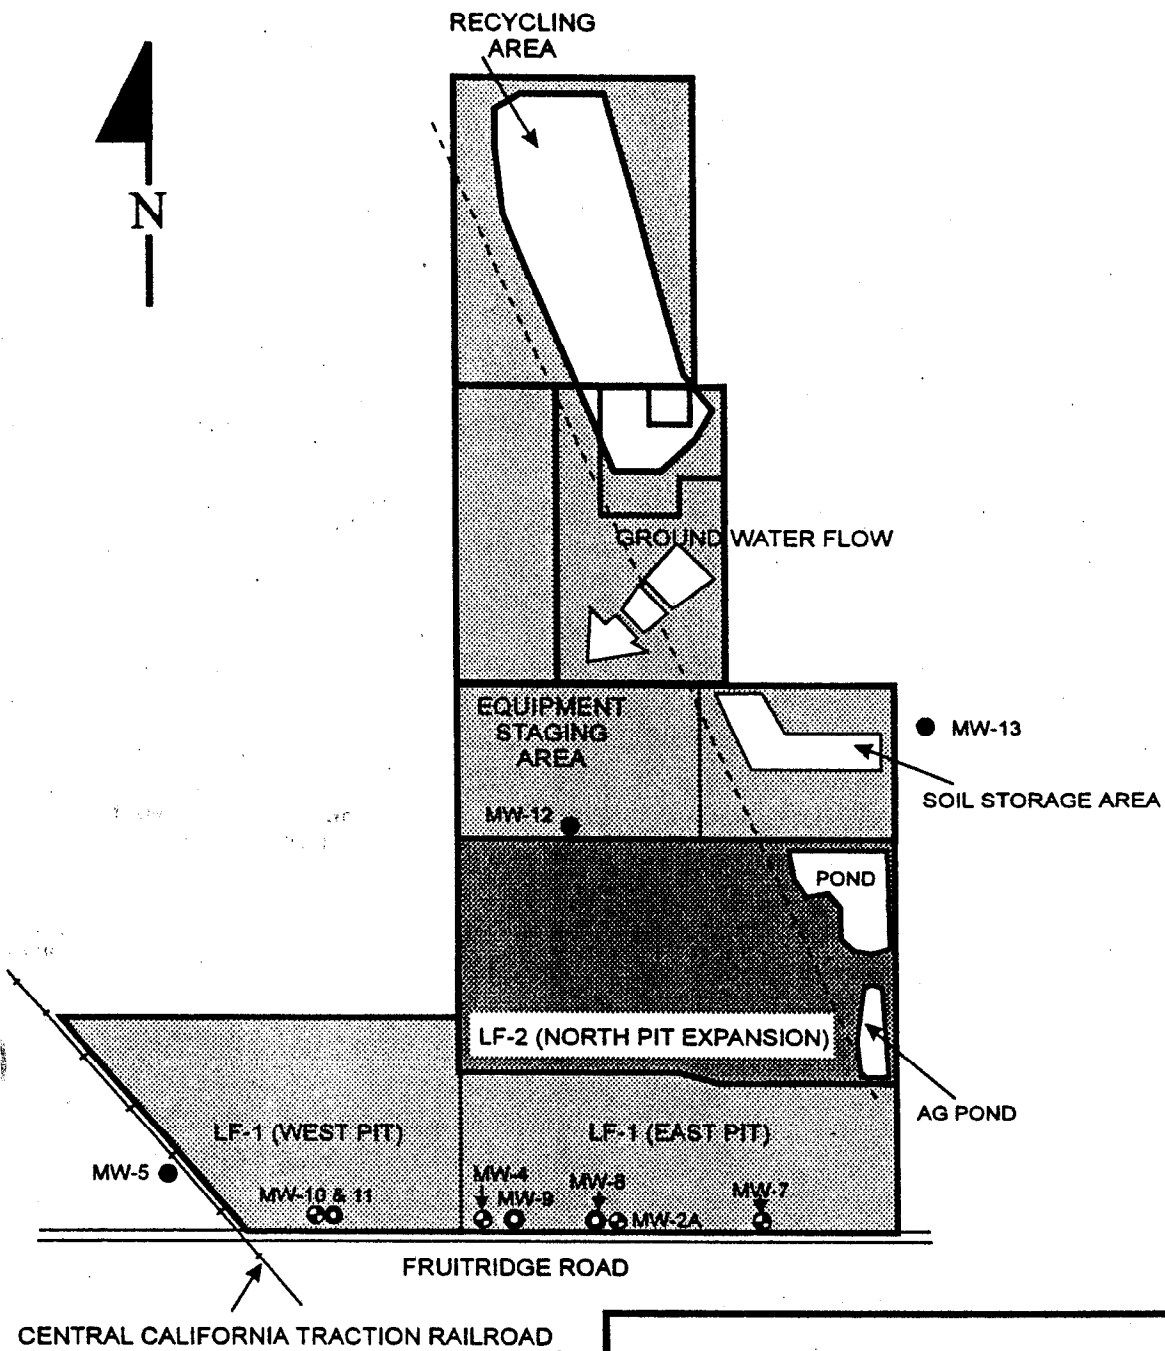 RECYCLING
AREA
N
GROUND WATER FLOW
EQUIPMENT
STAGING
AREA
MW-13
SOIL STORAGE AREA
MW-12
POND
LF-2 (NORTH PIT EXPANSION)
AG POND
LF-1 (WEST PIT)
LF-1 (EAST PIT)
MW-5
MW-4
MW-8
MW-7
MW-10 & 11
MW-9
MW-2A
FRUITRIDGE ROAD
CENTRAL CALIFORNIA TRACTION RAILROAD